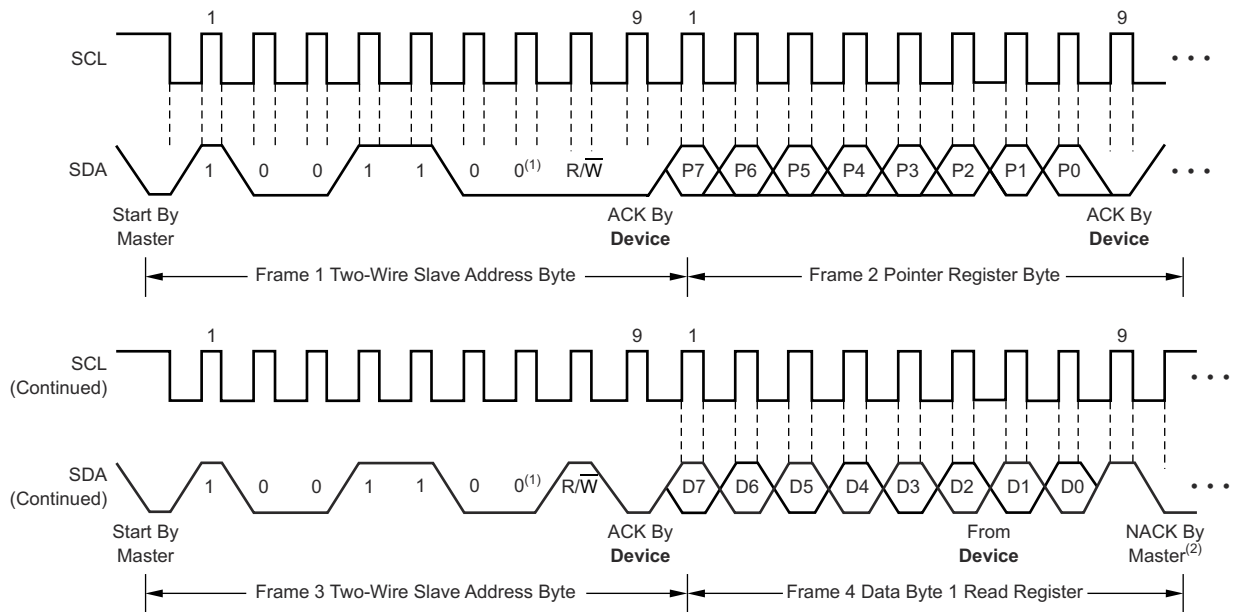 1 9 1 9
SCL
SDA
1 0 0 1 1 0 0(1) R/W P7 P6 P5 P4 P3 P2 P1 P0
Start By
Master
ACK By
Device
ACK By
Device
Frame 1 Two-Wire Slave Address Byte
Frame 2 Pointer Register Byte
1 9 1 9
SCL
(Continued)
SDA
(Continued)
1 0 0 1 1 0 0(1) R/W D7 D6 D5 D4 D3 D2 D1 D0
Start By
Master
ACK By
Device
From
Device
NACK By
Master(2)
Frame 3 Two-Wire Slave Address Byte
Frame 4 Data Byte 1 Read Register